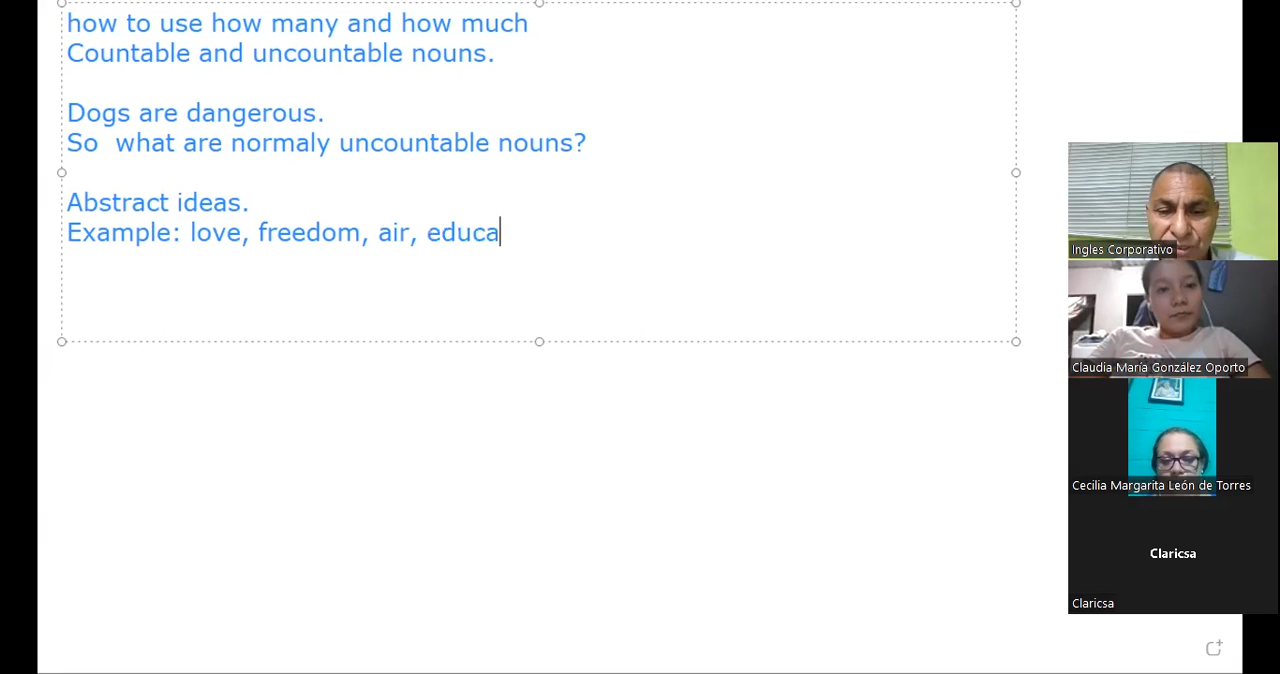 how to use how many and how much
Countable and uncountable nouns.
Dogs are dangerous.
So  what are normaly uncountable nouns?
Abstract ideas.
Example: love, freedom, air, educa
Ingles Corporativo
Claudia María González Oporto
Cecilia Margarita León de Torres
Claricsa
Claricsa